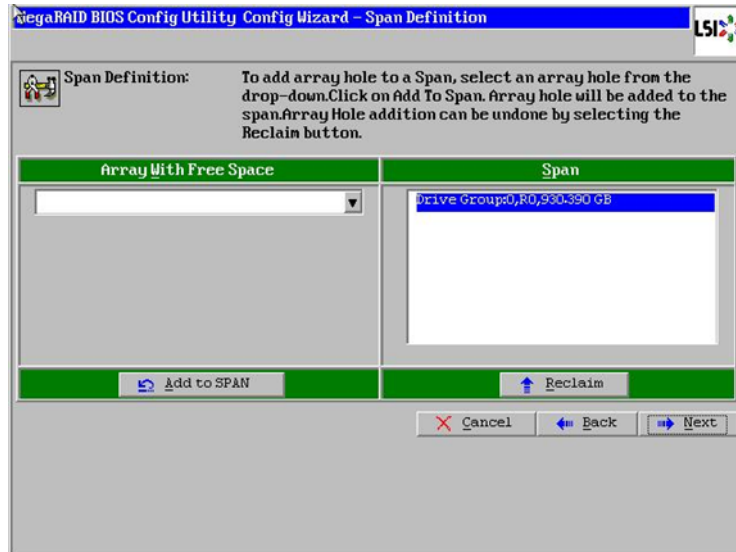 MegaRAID BIOS Config Utility Config Wizard – Span Definition
LSI
Span Definition:
To add array hole to a Span, select an array hole from the
drop-down.Click on Add To Span. Array hole will be added to the
span.Array Hole addition can be undone by selecting the
Reclaim button.
Array With Free Space
Span
Drive Group:0,R0,930.390 GB
Add to SPAN
Reclaim
Cancel
Back
Next